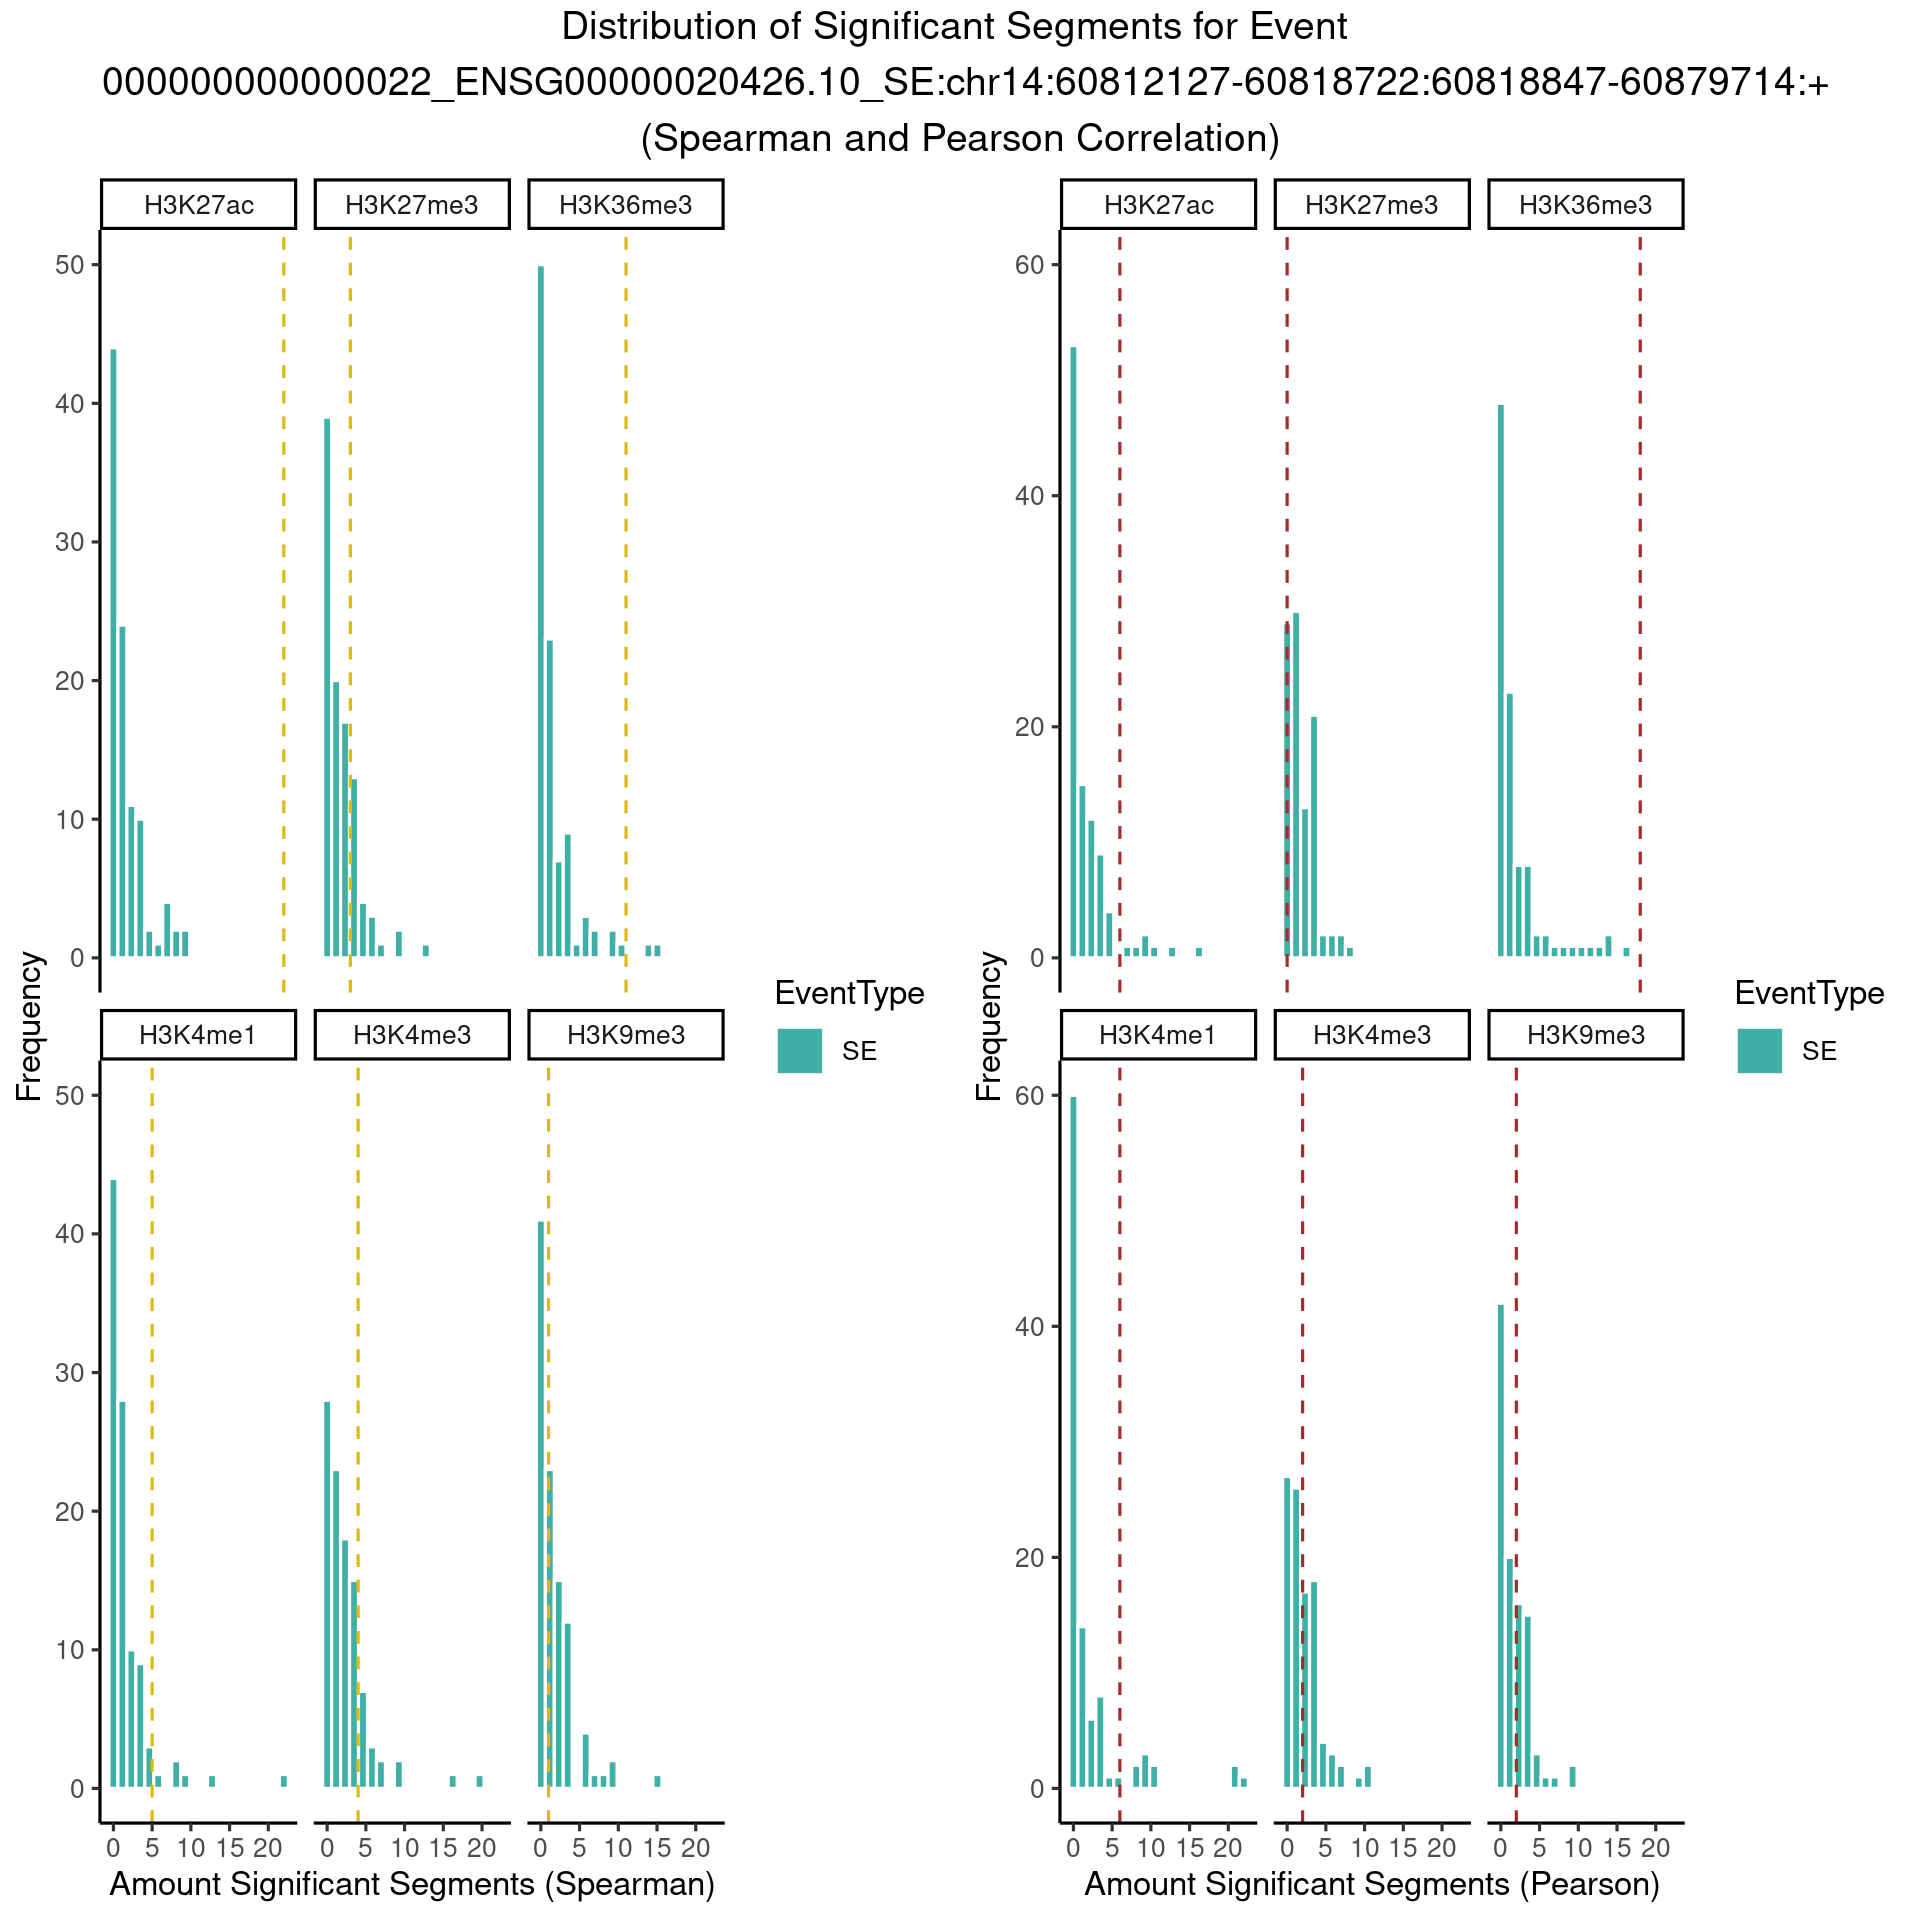 Distribution of Significant Segments for Event
000000000000022_ENSG00000020426.10_SE:chr14:60812127-60818722:60818847-60879714:+
(Spearman and Pearson Correlation)
H3K27ac H3K27me3 H3K36me3
50
40
30
20
10
0
H3K4me1 H3K4me3 H3K9me3
50
40
30
20
10
0
0 5 10 15 20 0 5 10 15 20 0 5 10 15 20
Amount Significant Segments (Spearman)
Frequency
EventType
SE
H3K27ac H3K27me3 H3K36me3
60
40
20
0
H3K4me1 H3K4me3 H3K9me3
60
40
20
0
0 5 10 15 20 0 5 10 15 20 0 5 10 15 20
Amount Significant Segments (Pearson)
Frequency
EventType
SE